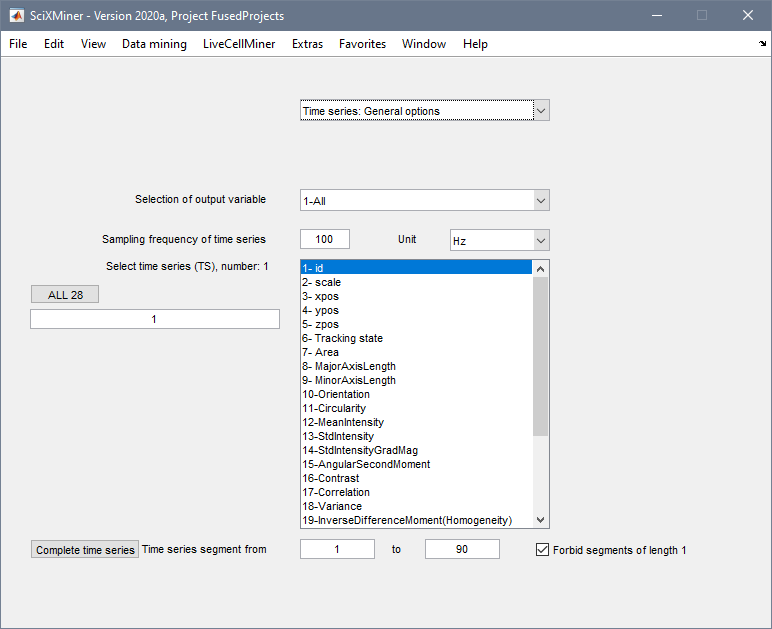 SciXMiner - Version 2020a, Project FusedProjects
File Edit View Data mining LiveCellMiner Extras Favorites Window Help
Time series: General options
Selection of output variable 1-All
Sampling frequency of time series 100 Unit Hz
Select time series (TS), number: 1
ALL 28
1
1- id
2- scale
3- xpos
4- ypos
5- zpos
6- Tracking state
7- Area
8- MajorAxisLength
9- MinorAxisLength
10-Orientation
11-Circularity
12-MeanIntensity
13-StdIntensity
14-StdIntensityGradMag
15-AngularSecondMoment
16-Contrast
17-Correlation
18-Variance
19-InverseDifferenceMoment(Homogeneity)
Complete time series Time series segment from 1 to 90 Forbid segments of length 1